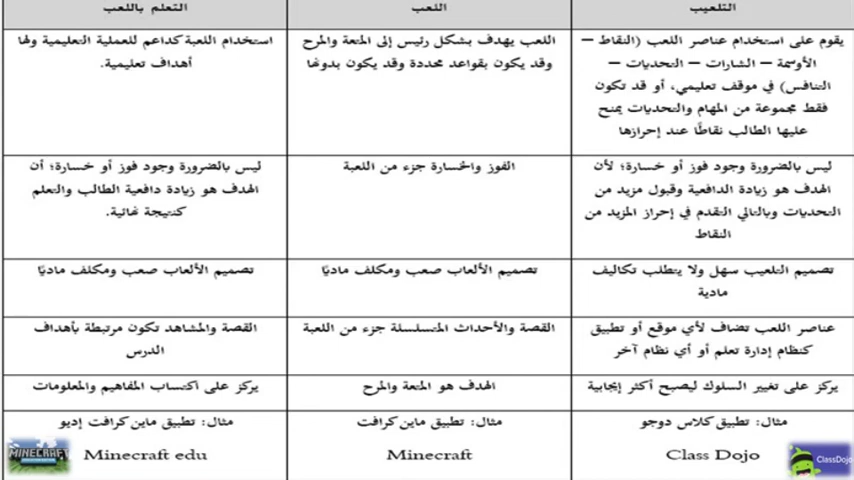 التلعيب
اللعب
التعلم باللعب
يقوم على استخدام عناصر اللعب (النقاط –
الأوسمة – الشارات – التحديات –
التنافس) في موقف تعليمي، أو قد تكون
فقط مجموعة من المهام والتحديات يمنح
عليها الطالب نقاطًا عند إحرازها
اللعب يهدف بشكل رئيس إلى المتعة والمرح
وقد يكون بقواعد محددة وقد يكون بدونها
استخدام اللعبة كداعم للعملية التعليمية ولها
أهداف تعليمية.
ليس بالضرورة وجود فوز أو خسارة؛ لأن
الهدف هو زيادة الدافعية وقبول مزيد من
التحديات وبالتالي التقدم في إحراز المزيد من
النقاط
الفوز والخسارة جزء من اللعبة
ليس بالضرورة وجود فوز أو خسارة؛ أن
الهدف هو زيادة دافعية الطالب والتعلم
كنتيجة نهائية.
تصميم التلعيب سهل ولا يتطلب تكاليف
مادية
تصميم الألعاب صعب ومكلف ماديًا
تصميم الألعاب صعب ومكلف ماديًا
عناصر اللعب تضاف لأي موقع أو تطبيق
كنظام إدارة تعلم أو أي نظام آخر
القصة والأحداث المتسلسلة جزء من اللعبة
القصة والمشاهد تكون مرتبطة بأهداف
الدرس
يركز على تغيير السلوك ليصبح أكثر إيجابية
الهدف هو المتعة والمرح
يركز على اكتساب المفاهيم والمعلومات
مثال: تطبيق كلاس دوجو
Class Dojo
ClassDojo
مثال: تطبيق ماين كرافت
Minecraft
مثال: تطبيق ماين كرافت إديو
Minecraft edu
MINECRAFT